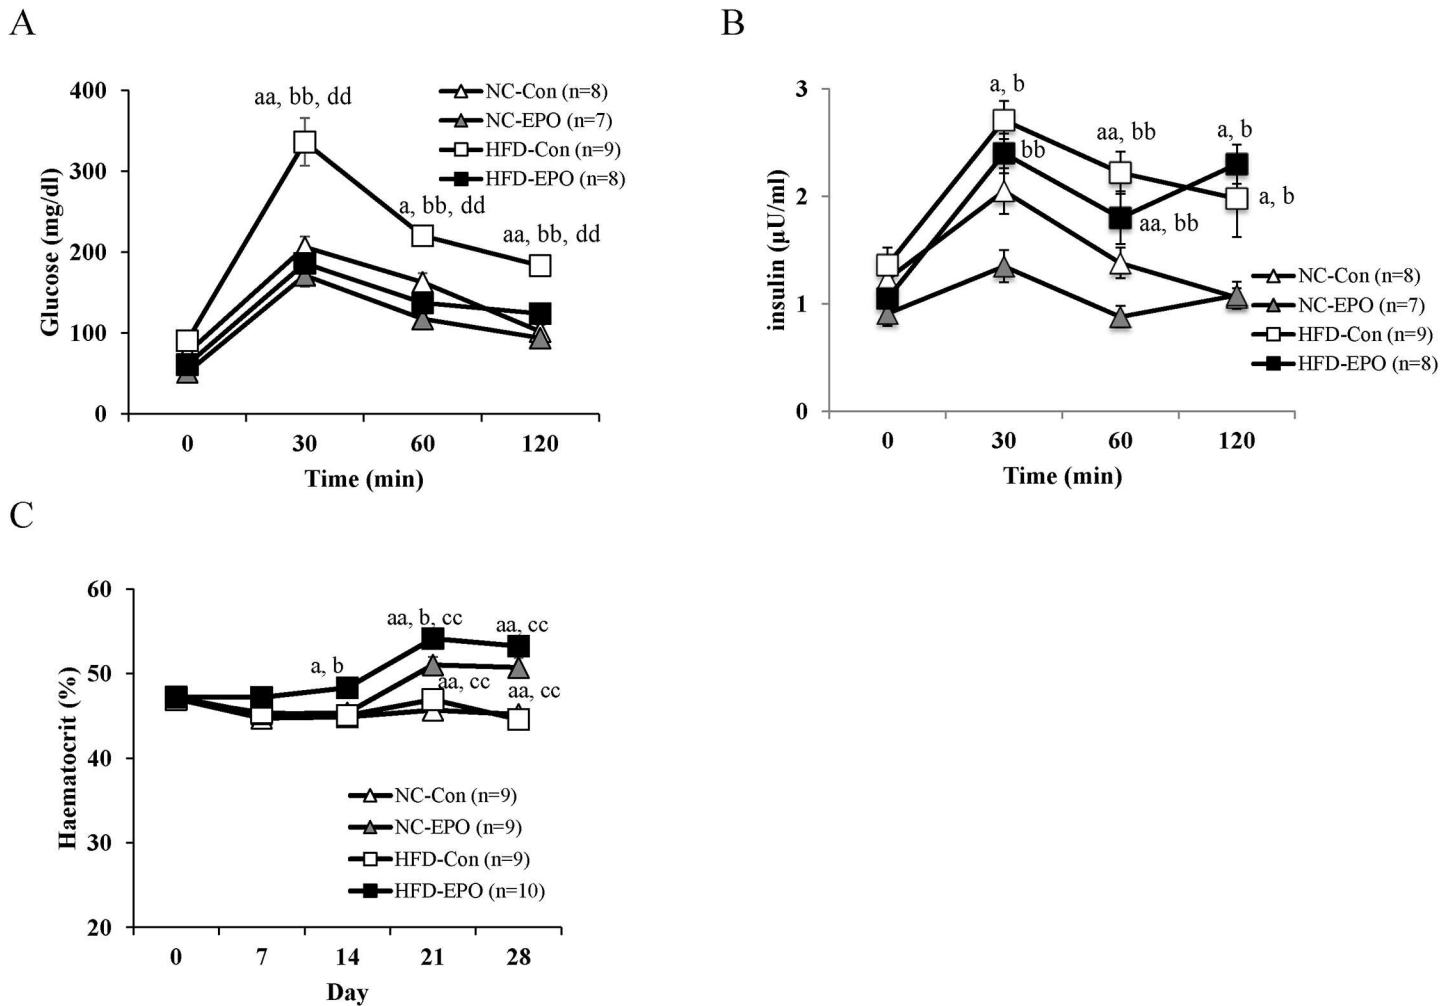 A
Glucose (mg/dl)
400
300
200
100
0
0 30 60 120
Time (min)
aa, bb, dd
a, bb, dd
aa, bb, dd
NC-Con (n=8)
NC-EPO (n=7)
HFD-Con (n=9)
HFD-EPO (n=8)
B
insulin (µU/ml)
3
2
1
0
0 30 60 120
Time (min)
a, b
bb
aa, bb
aa, bb
a, b
a, b
NC-Con (n=8)
NC-EPO (n=7)
HFD-Con (n=9)
HFD-EPO (n=8)
C
Haematocrit (%)
60
50
40
30
20
0 7 14 21 28
Day
a, b
aa, b, cc
aa, cc
aa, cc
aa, cc
NC-Con (n=9)
NC-EPO (n=9)
HFD-Con (n=9)
HFD-EPO (n=10)